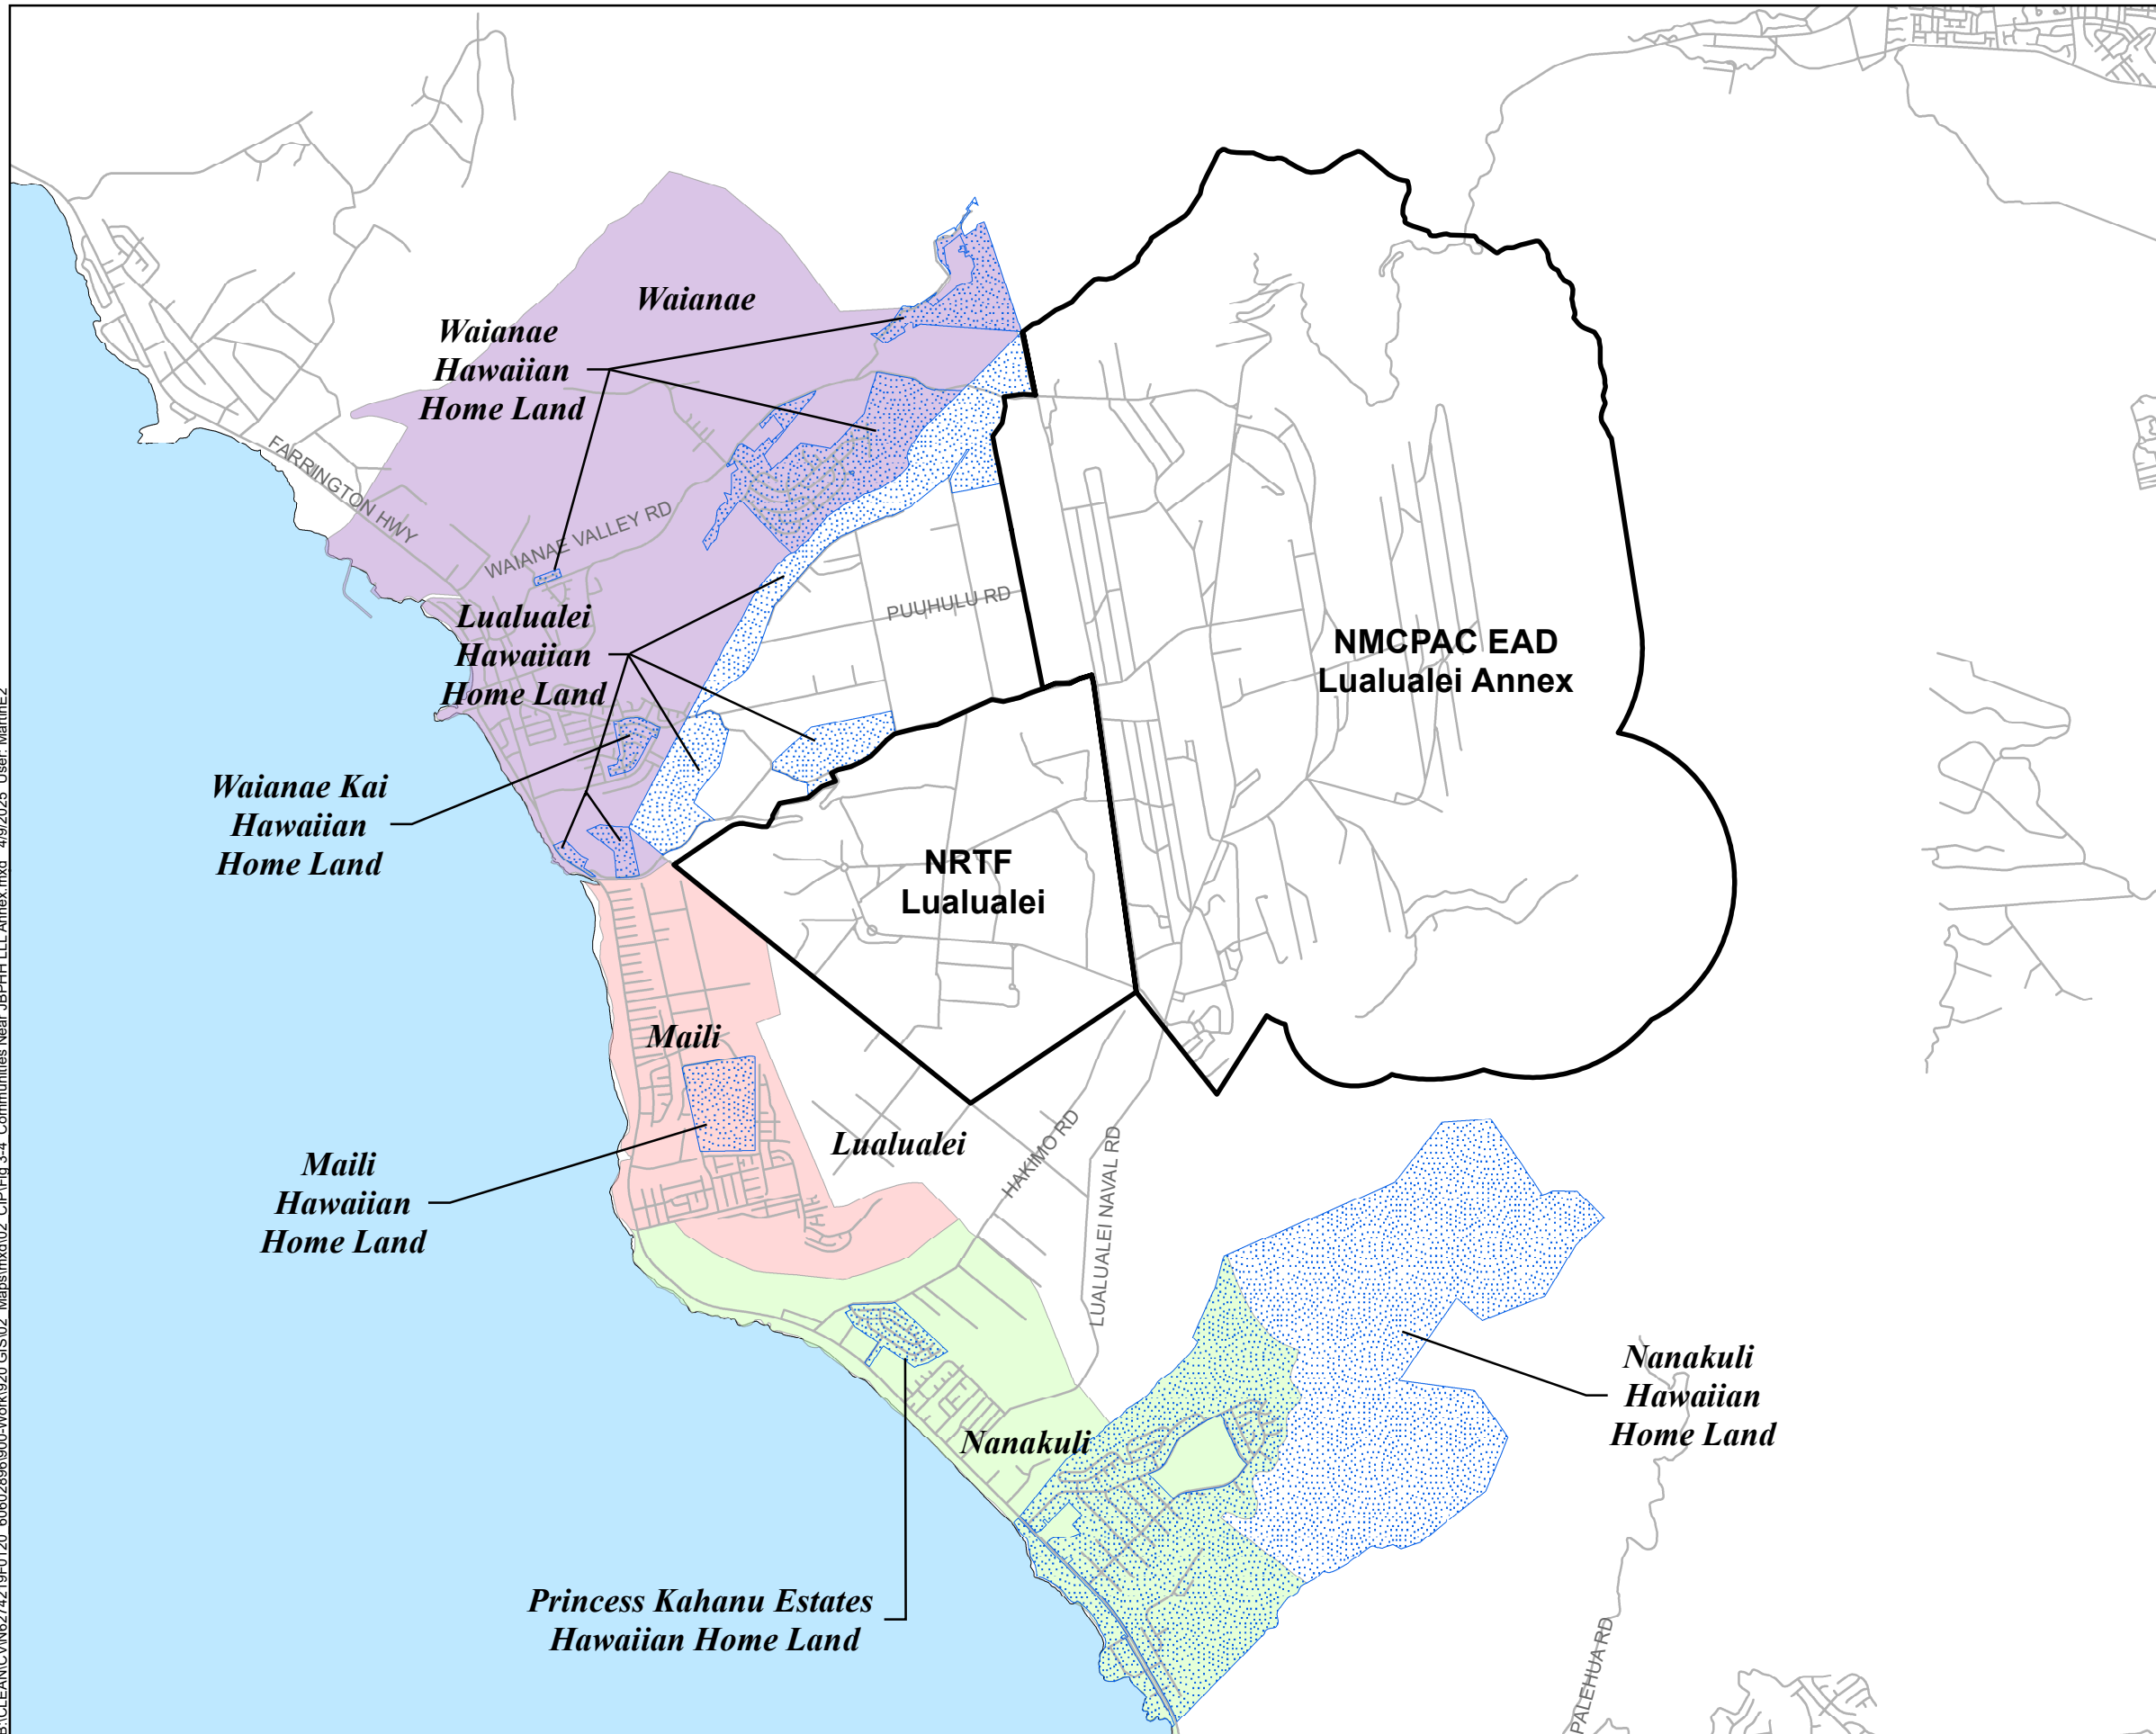 Waianae
Waianae
Hawaiian
Home Land
FARRINGTON HWY
WAIANAE VALLEY RD
Lualualei
Hawaiian
Home Land
PUUHULU RD
NMCPAC EAD
Lualualei Annex
Waianae Kai
Hawaiian
Home Land
NRTF
Lualualei
Maili
Lualualei
HAKIMO RD
LUALUALEI NAVAL RD
Maili
Hawaiian
Home Land
Nanakuli
Hawaiian
Home Land
Nanakuli
Princess Kahanu Estates
Hawaiian Home Land
PALEHUA RD